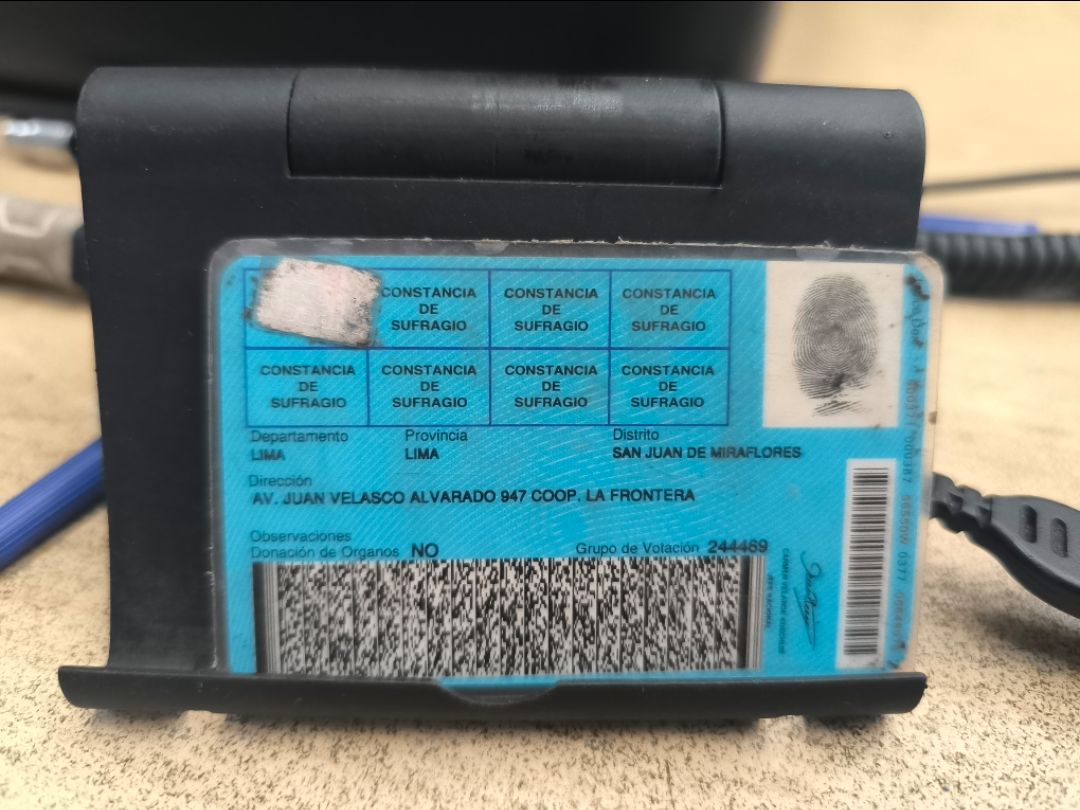 CONSTANCIA DE SUFRAGIO
CONSTANCIA DE SUFRAGIO
CONSTANCIA DE SUFRAGIO
CONSTANCIA DE SUFRAGIO
CONSTANCIA DE SUFRAGIO
CONSTANCIA DE SUFRAGIO
CONSTANCIA DE SUFRAGIO
Departamento Provincia Distrito
LIMA LIMA SAN JUAN DE MIRAFLORES
Dirección
AV. JUAN VELASCO ALVARADO 947 COOP. LA FRONTERA
Observaciones
Donación de Organos NO Grupo de Votación 244469